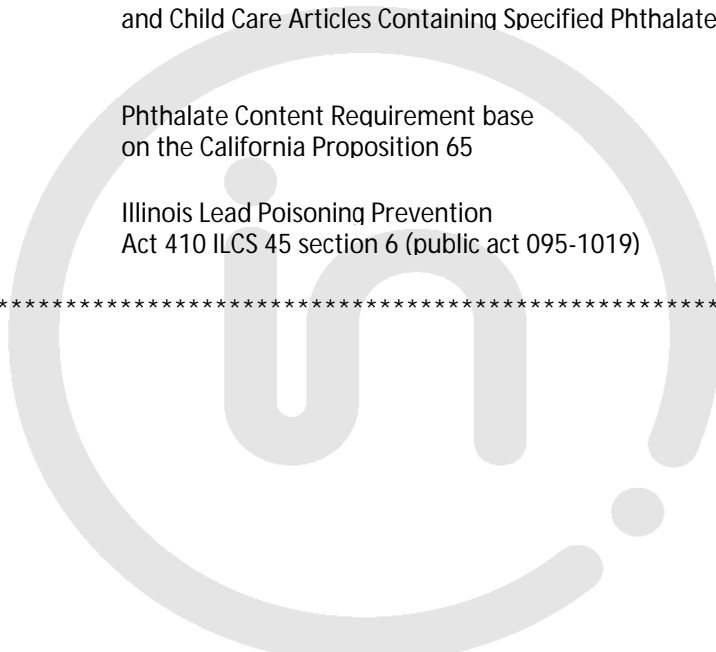 and Child Care Articles Containing Specified Phthalate
Phthalate Content Requirement base
on the California Proposition 65
Illinois Lead Poisoning Prevention
Act 410 ILCS 45 section 6 (public act 095-1019)
******************************************************
in